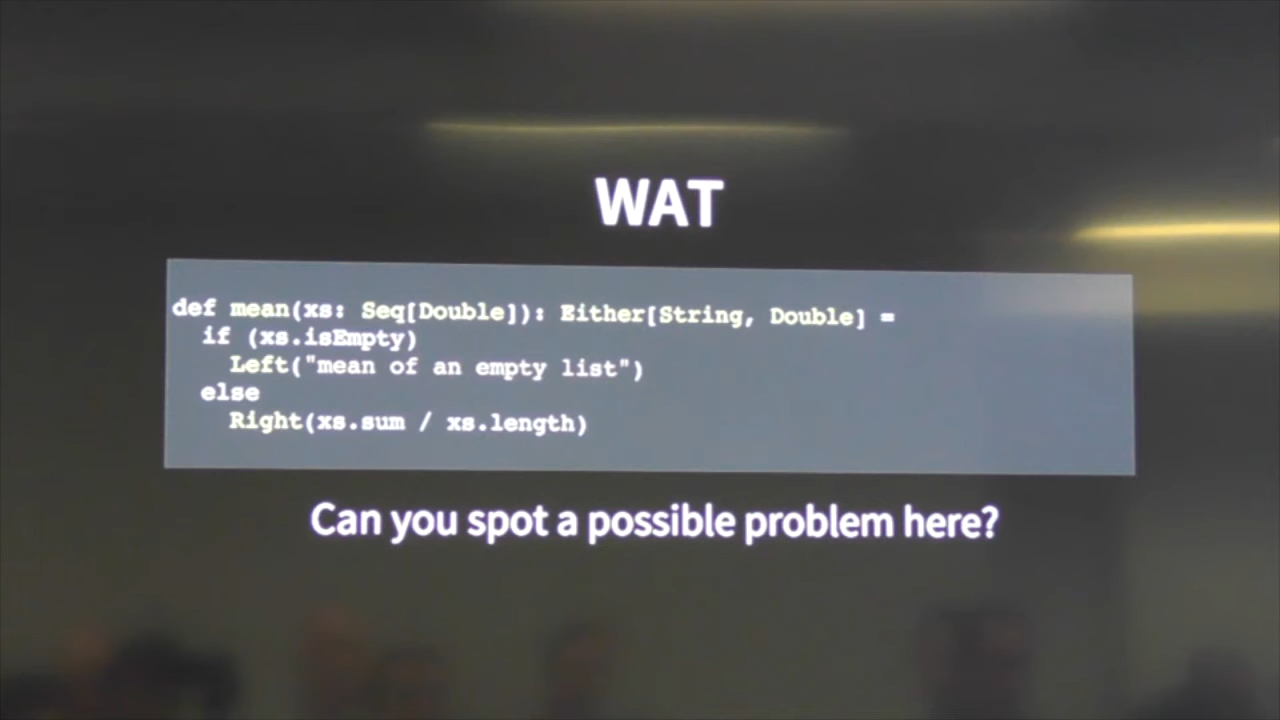 WAT
def mean(xs: Seq[Double]): Either[String, Double] =
if (xs.isEmpty)
Left("mean of an empty list")
else
Right(xs.sum / xs.length)
Can you spot a possible problem here?